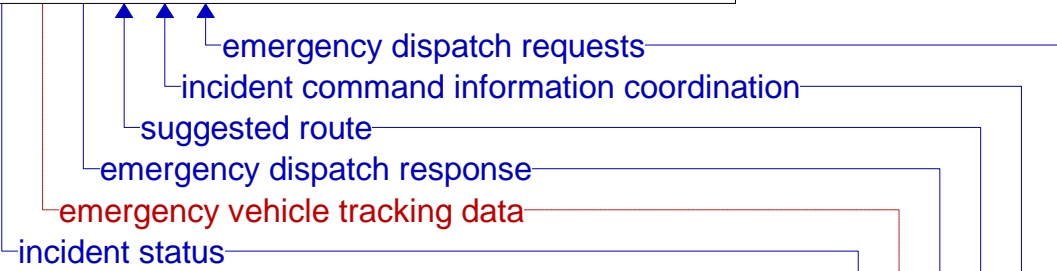 emergency dispatch requests
incident command information coordination
suggested route
emergency dispatch response
emergency vehicle tracking data
incident status